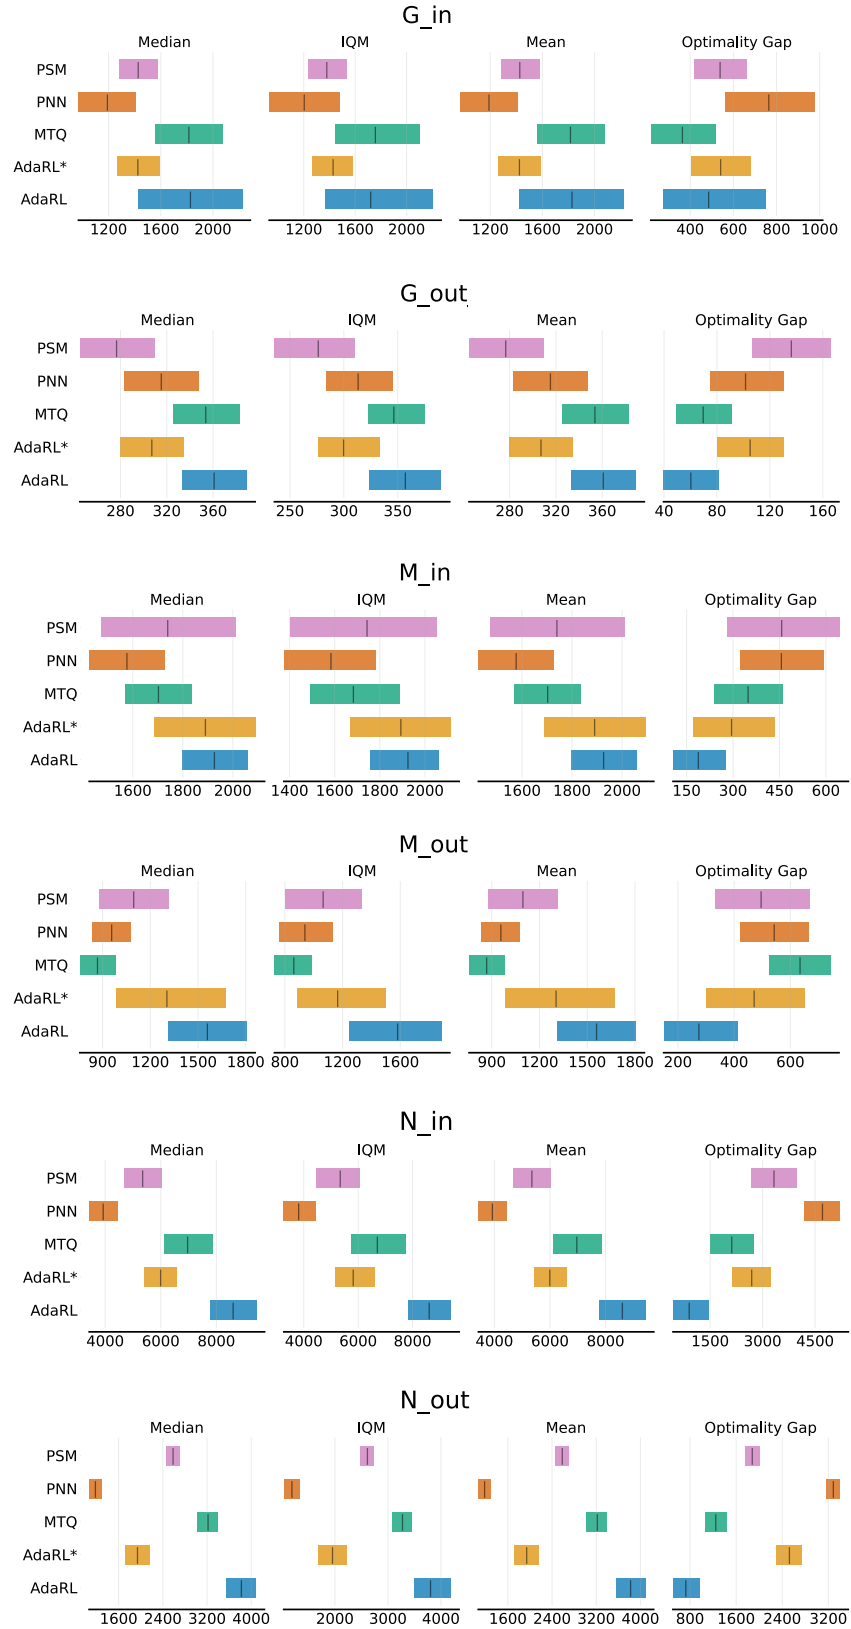 G_in
Median IQM Mean Optimality Gap
PSM
PNN
MTQ
AdaRL*
AdaRL
1200 1600 2000 1200 1600 2000 1200 1600 2000 400 600 800 1000
G_out
Median IQM Mean Optimality Gap
PSM
PNN
MTQ
AdaRL*
AdaRL
280 320 360 250 300 350 280 320 360 40 80 120 160
M_in
Median IQM Mean Optimality Gap
PSM
PNN
MTQ
AdaRL*
AdaRL
1600 1800 2000 1400 1600 1800 2000 1600 1800 2000 150 300 450 600
M_out
Median IQM Mean Optimality Gap
PSM
PNN
MTQ
AdaRL*
AdaRL
900 1200 1500 1800 800 1200 1600 900 1200 1500 1800 200 400 600
N_in
Median IQM Mean Optimality Gap
PSM
PNN
MTQ
AdaRL*
AdaRL
4000 6000 8000 4000 6000 8000 4000 6000 8000 1500 3000 4500
N_out
Median IQM Mean Optimality Gap
PSM
PNN
MTQ
AdaRL*
AdaRL
1600 2400 3200 4000 2000 3000 4000 1600 2400 3200 4000 800 1600 2400 3200